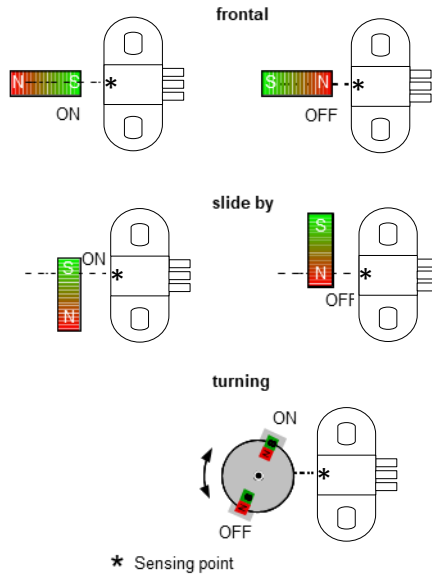 frontal
N S *
ON
S N *
OFF
slide by
S
ON
*
N
S
N
*
OFF
turning
ON
N
*
OFF
N
* Sensing point